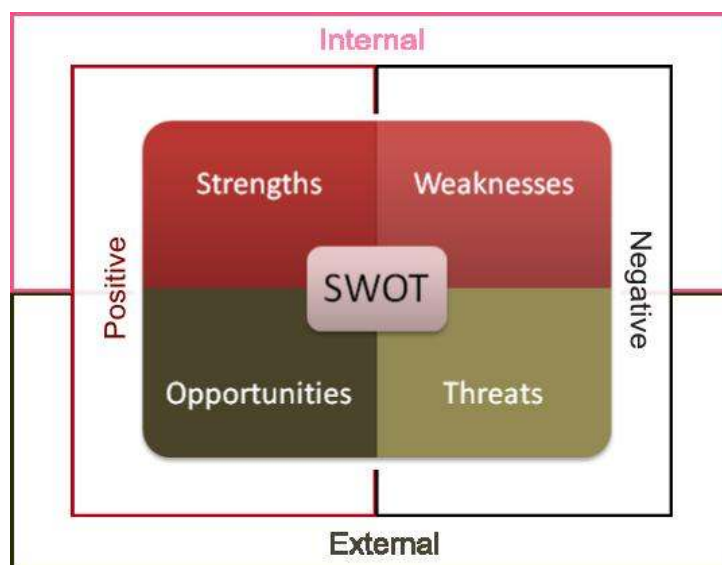 Internal
Strengths
Weaknesses
Positive
SWOT
Negative
Opportunities
Threats
External